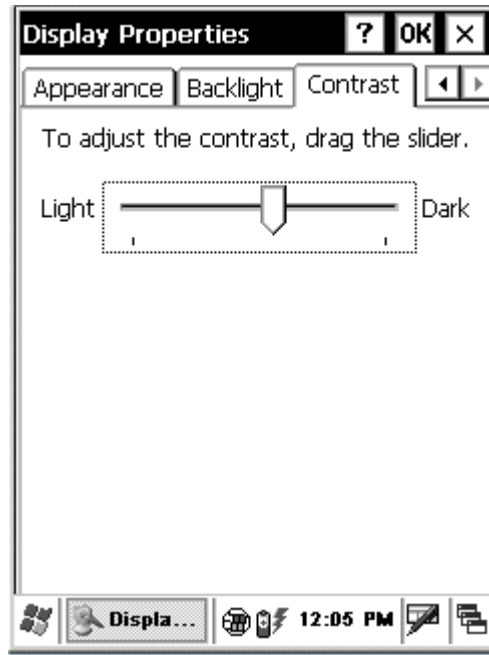 Display Properties ? OK ×
Appearance Backlight Contrast
To adjust the contrast, drag the slider.
Light Dark
Displa... 12:05 PM